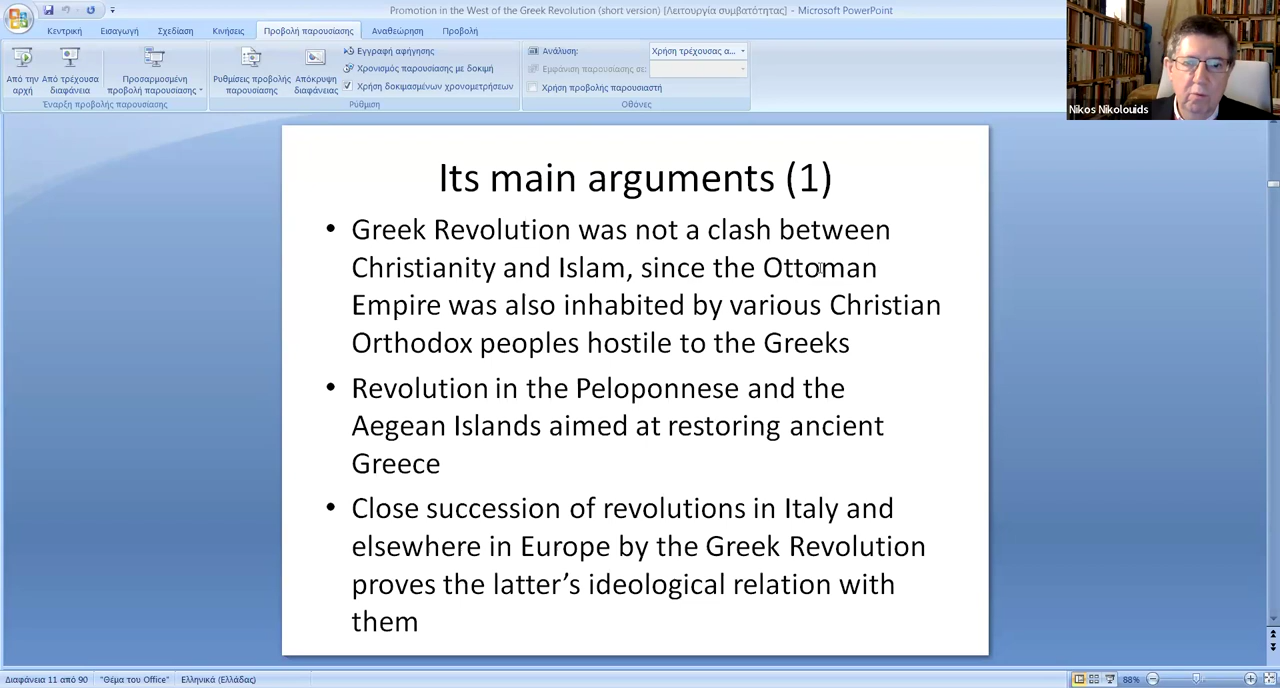 Promotion in the West of the Greek Revolution (short version) [Λειτουργία συμβατότητας] - Microsoft PowerPoint
Κεντρική Εισαγωγή Σχεδίαση Κινήσεις Προβολή παρουσίασης Αναθεώρηση Προβολή
Από την αρχή
Από τρέχουσα διαφάνεια
Προσαρμοσμένη προβολή παρουσίασης
Έναρξη προβολής παρουσίασης
Ρυθμίσεις προβολής παρουσίασης
Απόκρυψη διαφάνειας
Εγγραφή αφήγησης
Χρονισμός παρουσίασης με δοκιμή
Χρήση δοκιμασμένων χρονομετρήσεων
Ρύθμιση
Ανάλυση: Χρήση τρέχουσας α...
Εμφάνιση παρουσίασης σε:
Χρήση προβολής παρουσιαστή
Οθόνες
Nikos Nikolouids
Its main arguments (1)
• Greek Revolution was not a clash between
Christianity and Islam, since the Ottoman
Empire was also inhabited by various Christian
Orthodox peoples hostile to the Greeks
• Revolution in the Peloponnese and the
Aegean Islands aimed at restoring ancient
Greece
• Close succession of revolutions in Italy and
elsewhere in Europe by the Greek Revolution
proves the latter’s ideological relation with
them
Διαφάνεια 11 από 90 "Θέμα του Office" Ελληνικά (Ελλάδας) 88%